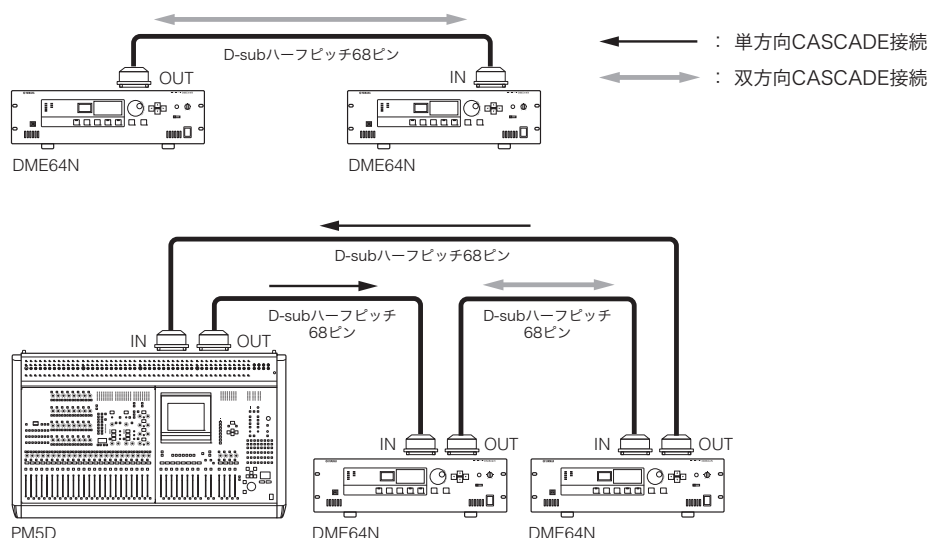 D-subハーフピッチ68ピン
OUT
IN
DME64N
DME64N
: 単方向CASCADE接続
: 双方向CASCADE接続
D-subハーフピッチ68ピン
D-subハーフピッチ
68ピン
D-subハーフピッチ
68ピン
IN
OUT
IN
OUT
IN
OUT
PM5D
DME64N
DME64N